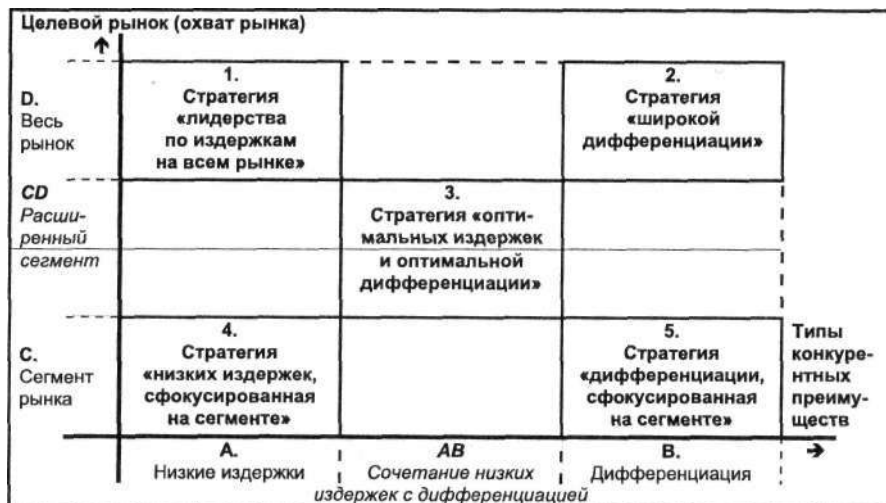 Целевой рынок (охват рынка)
D.
Весь
рынок
1.
Стратегия
«лидерства
по издержкам
на всем рынке»
2.
Стратегия
«широкой
дифференциации»
CD
Расши-
ренный
сегмент
3.
Стратегия «опти-
мальных издержек
и оптимальной
дифференциации»
C.
Сегмент
рынка
4.
Стратегия
«низких издержек,
сфокусированная
на сегменте»
5.
Стратегия
«дифференциации,
сфокусированная
на сегменте»
Типы
конкуре-
нтных
преиму-
ществ
A.
Низкие издержки
AB
Сочетание низких
издержек с дифференциацией
B.
Дифференциация